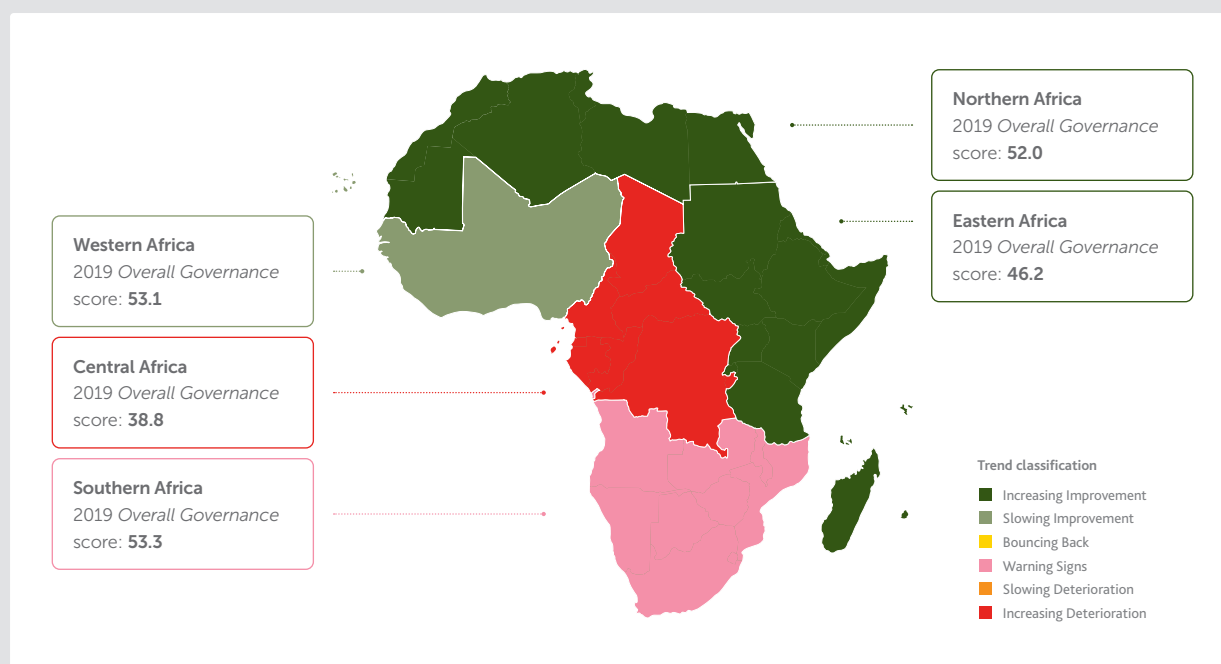 Northern Africa
2019 Overall Governance
score: 52.0
Eastern Africa
2019 Overall Governance
score: 46.2
Western Africa
2019 Overall Governance
score: 53.1
Central Africa
2019 Overall Governance
score: 38.8
Southern Africa
2019 Overall Governance
score: 53.3
Trend classification
Increasing Improvement
Slowing Improvement
Bouncing Back
Warning Signs
Slowing Deterioration
Increasing Deterioration